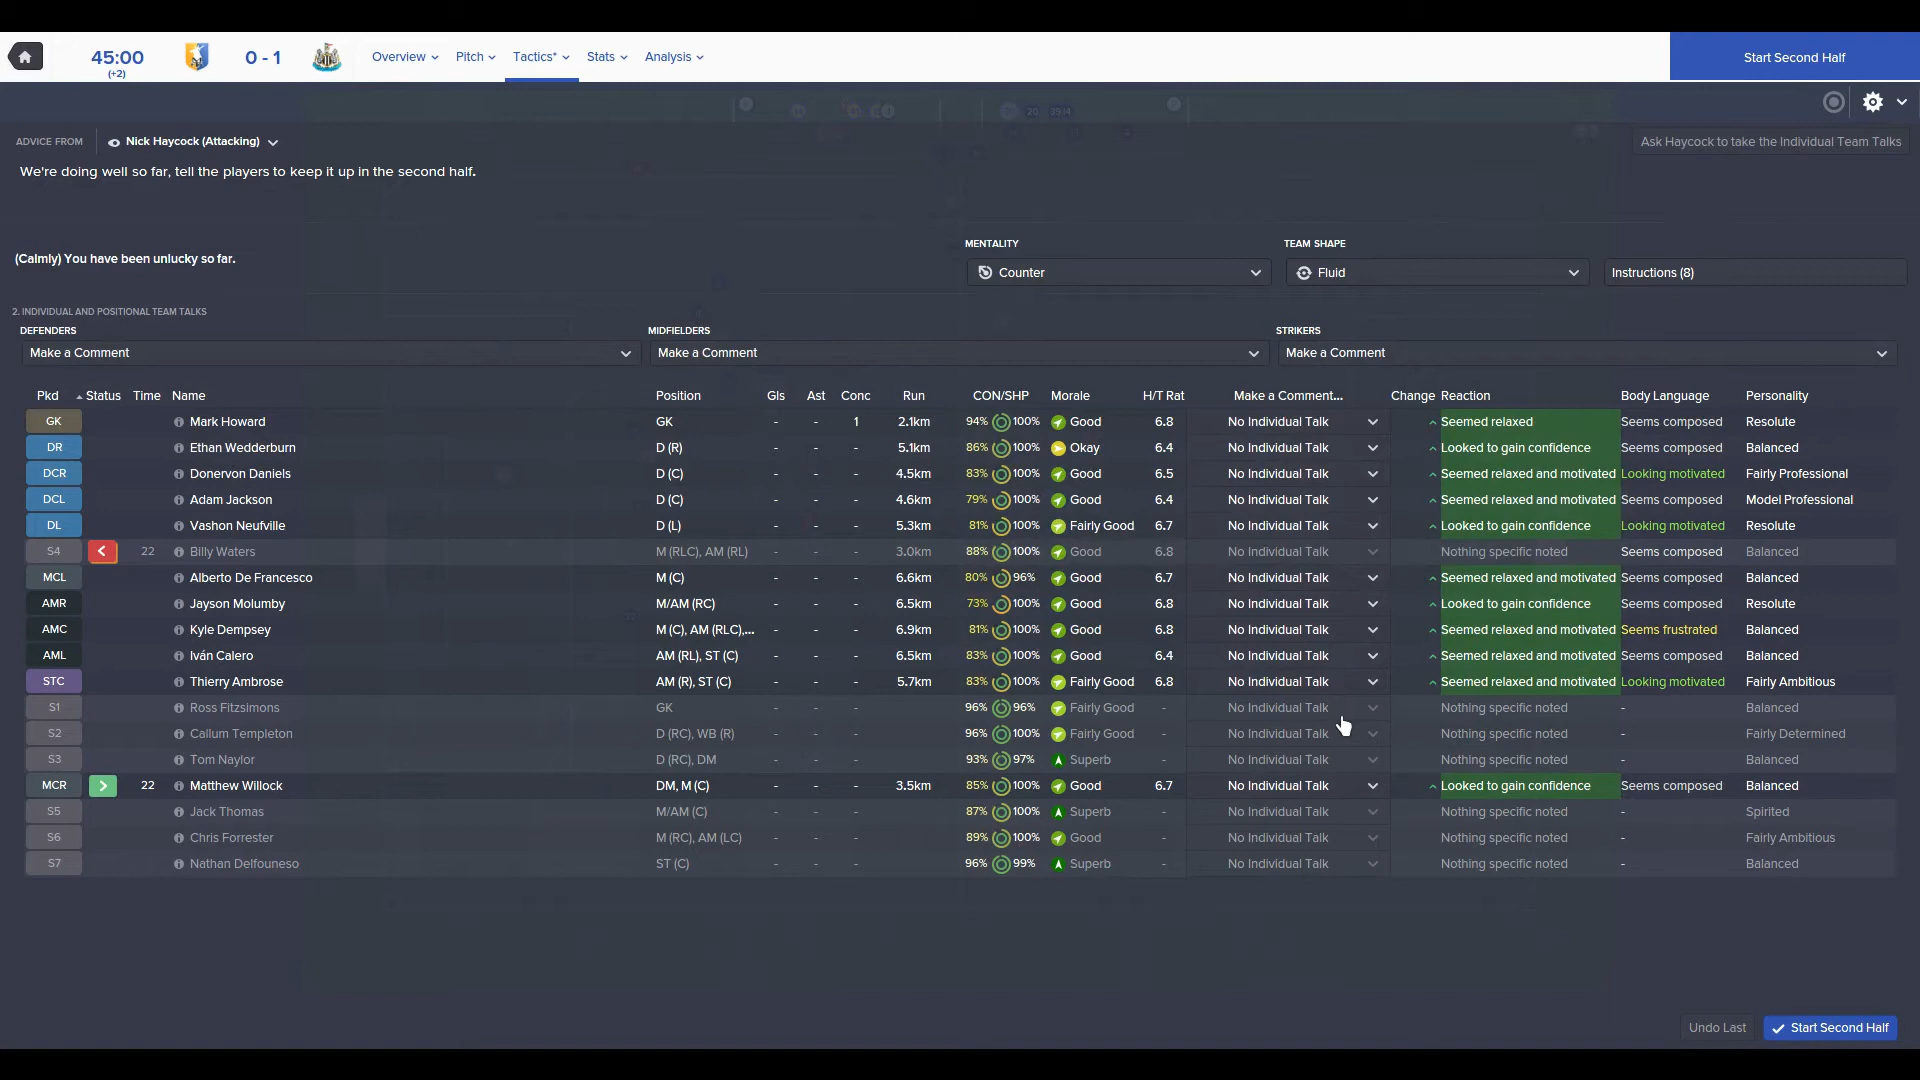 45:00
(+2)
0 - 1
Overview
Pitch
Tactics*
Stats
Analysis
Start Second Half
ADVICE FROM
Nick Haycock (Attacking)
Ask Haycock to take the Individual Team Talks
We're doing well so far, tell the players to keep it up in the second half.
(Calmly) You have been unlucky so far.
MENTALITY
Counter
TEAM SHAPE
Fluid
Instructions (8)
2. INDIVIDUAL AND POSITIONAL TEAM TALKS
DEFENDERS
Make a Comment
MIDFIELDERS
Make a Comment
STRIKERS
Make a Comment
Pkd Status Time Name Position Gls Ast Conc Run CON/SHP Morale H/T Rat Make a Comment... Change Reaction Body Language Personality
GK Mark Howard GK - - 1 2.1km 94% 100% Good 6.8 No Individual Talk Seemed relaxed Seems composed Resolute
DR Ethan Wedderburn D (R) - - - 5.1km 86% 100% Okay 6.4 No Individual Talk Looked to gain confidence Seems composed Balanced
DCR Donervon Daniels D (C) - - - 4.5km 83% 100% Good 6.5 No Individual Talk Seemed relaxed and motivated Looking motivated Fairly Professional
DCL Adam Jackson D (C) - - - 4.6km 79% 100% Good 6.4 No Individual Talk Seemed relaxed and motivated Seems composed Model Professional
DL Vashon Neufville D (L) - - - 5.3km 81% 100% Fairly Good 6.7 No Individual Talk Looked to gain confidence Looking motivated Resolute
S4 22 Billy Waters M (RLC), AM (RL) - - - 3.0km 88% 100% Good 6.8 No Individual Talk Nothing specific noted Seems composed Balanced
MCL Alberto De Francesco M (C) - - - 6.6km 80% 96% Good 6.7 No Individual Talk Seemed relaxed and motivated Seems composed Balanced
AMR Jayson Molumby M/AM (RC) - - - 6.5km 73% 100% Good 6.8 No Individual Talk Looked to gain confidence Seems composed Resolute
AMC Kyle Dempsey M (C), AM (RLC),... - - - 6.9km 81% 100% Good 6.8 No Individual Talk Seemed relaxed and motivated Seems frustrated Balanced
AML Iván Calero AM (RL), ST (C) - - - 6.5km 83% 100% Good 6.4 No Individual Talk Seemed relaxed and motivated Seems composed Balanced
STC Thierry Ambrose AM (R), ST (C) - - - 5.7km 83% 100% Fairly Good 6.8 No Individual Talk Seemed relaxed and motivated Looking motivated Fairly Ambitious
S1 Ross Fitzsimons GK - - - 96% 96% Fairly Good - No Individual Talk Nothing specific noted - Balanced
S2 Callum Templeton D (RC), WB (R) - - - 96% 100% Fairly Good - No Individual Talk Nothing specific noted - Fairly Determined
S3 Tom Naylor D (RC), DM - - - 93% 97% Superb - No Individual Talk Nothing specific noted - Balanced
MCR 22 Matthew Willock DM, M (C) - - - 3.5km 85% 100% Good 6.7 No Individual Talk Looked to gain confidence Seems composed Balanced
S5 Jack Thomas M/AM (C) - - - 87% 100% Superb - No Individual Talk Nothing specific noted - Spirited
S6 Chris Forrester M (RC), AM (LC) - - - 89% 100% Good - No Individual Talk Nothing specific noted - Fairly Ambitious
S7 Nathan Delfouneso ST (C) - - - 96% 99% Superb - No Individual Talk Nothing specific noted - Balanced
Undo Last
Start Second Half